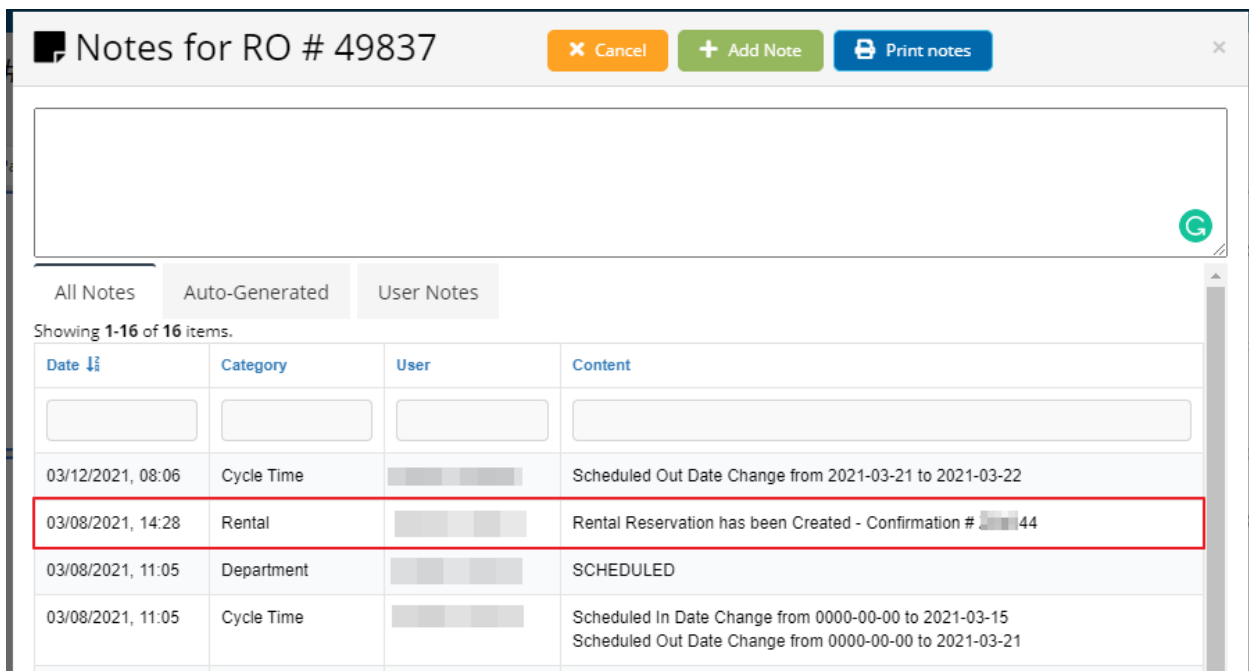 Notes for RO # 49837
Cancel
Add Note
Print notes
All Notes
Auto-Generated
User Notes
Showing 1-16 of 16 items.
Date
Category
User
Content
03/12/2021, 08:06
Cycle Time
Scheduled Out Date Change from 2021-03-21 to 2021-03-22
03/08/2021, 14:28
Rental
Rental Reservation has been Created - Confirmation # 44
03/08/2021, 11:05
Department
SCHEDULED
03/08/2021, 11:05
Cycle Time
Scheduled In Date Change from 0000-00-00 to 2021-03-15
Scheduled Out Date Change from 0000-00-00 to 2021-03-21